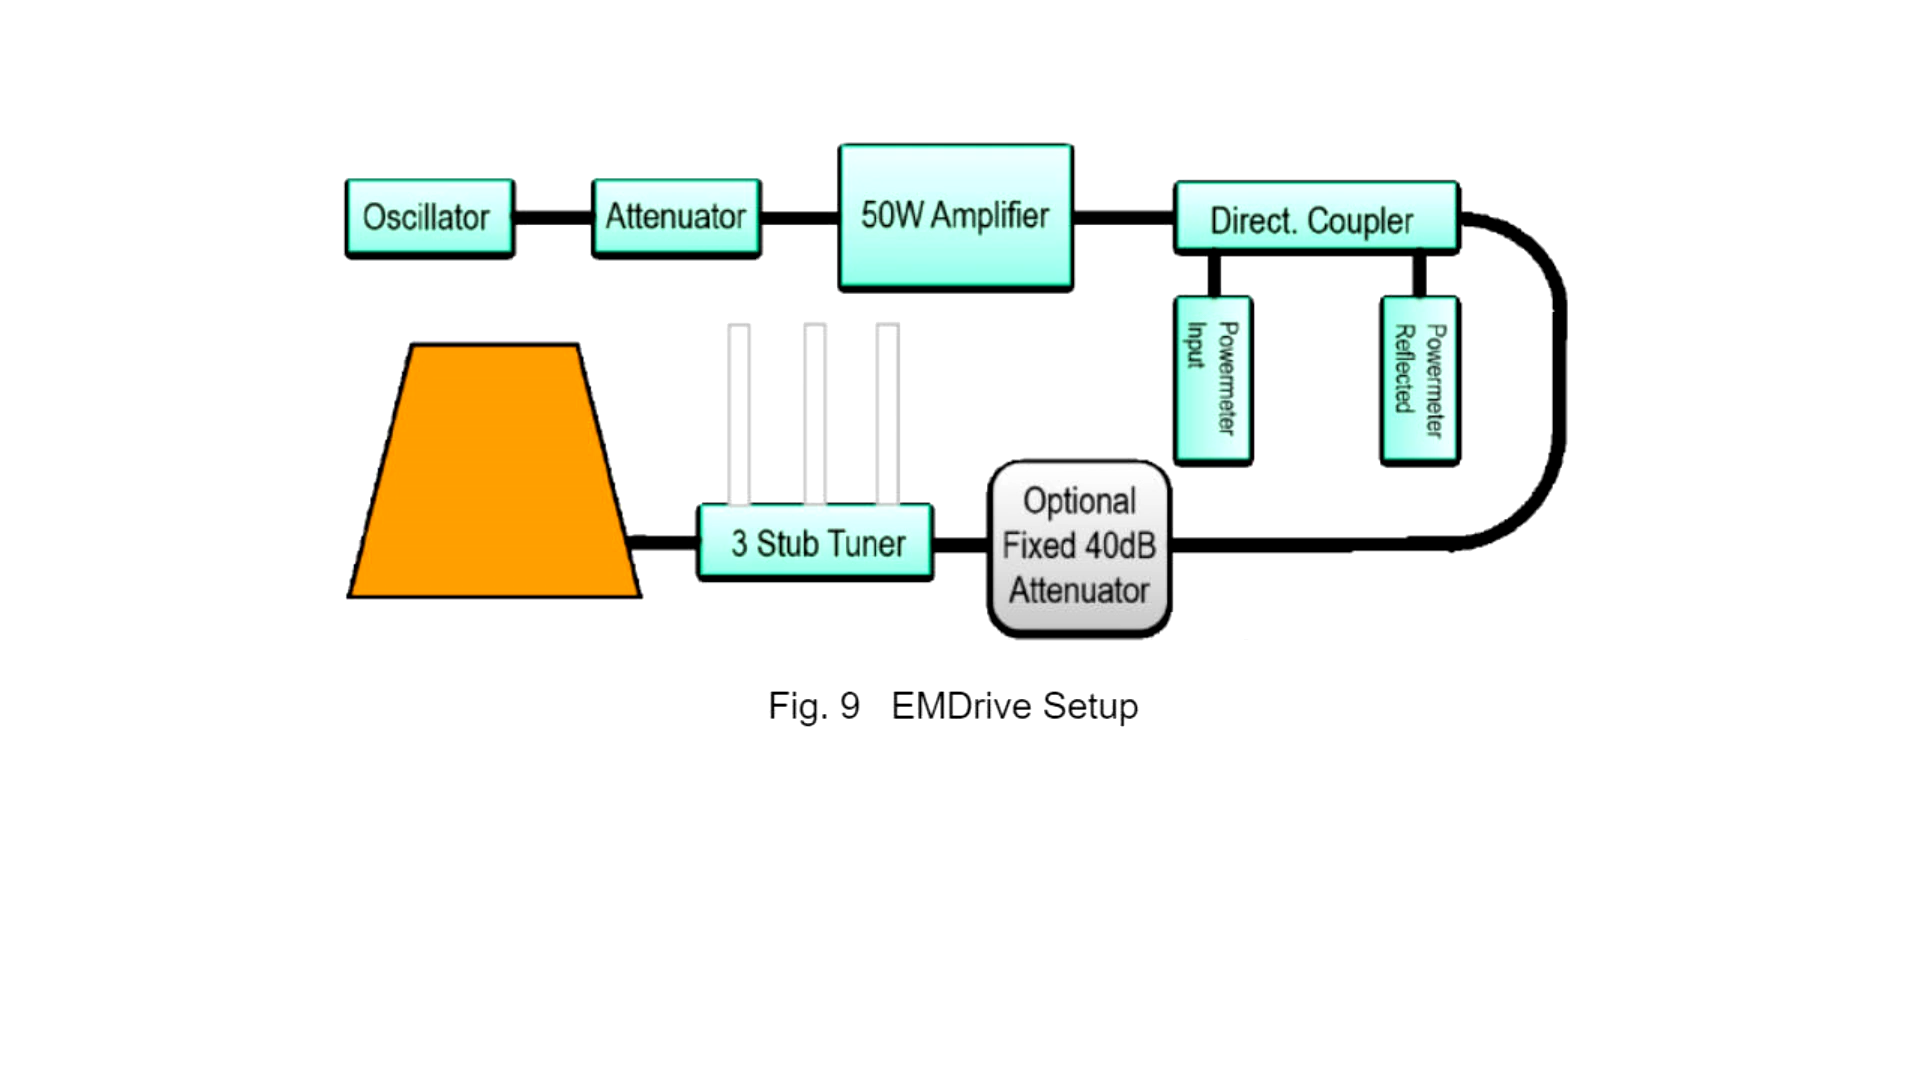 Oscillator
Attenuator
50W Amplifier
Direct. Coupler
Powermeter
Input
Powermeter
Reflected
3 Stub Tuner
Optional
Fixed 40dB
Attenuator
Fig. 9 EMDrive Setup